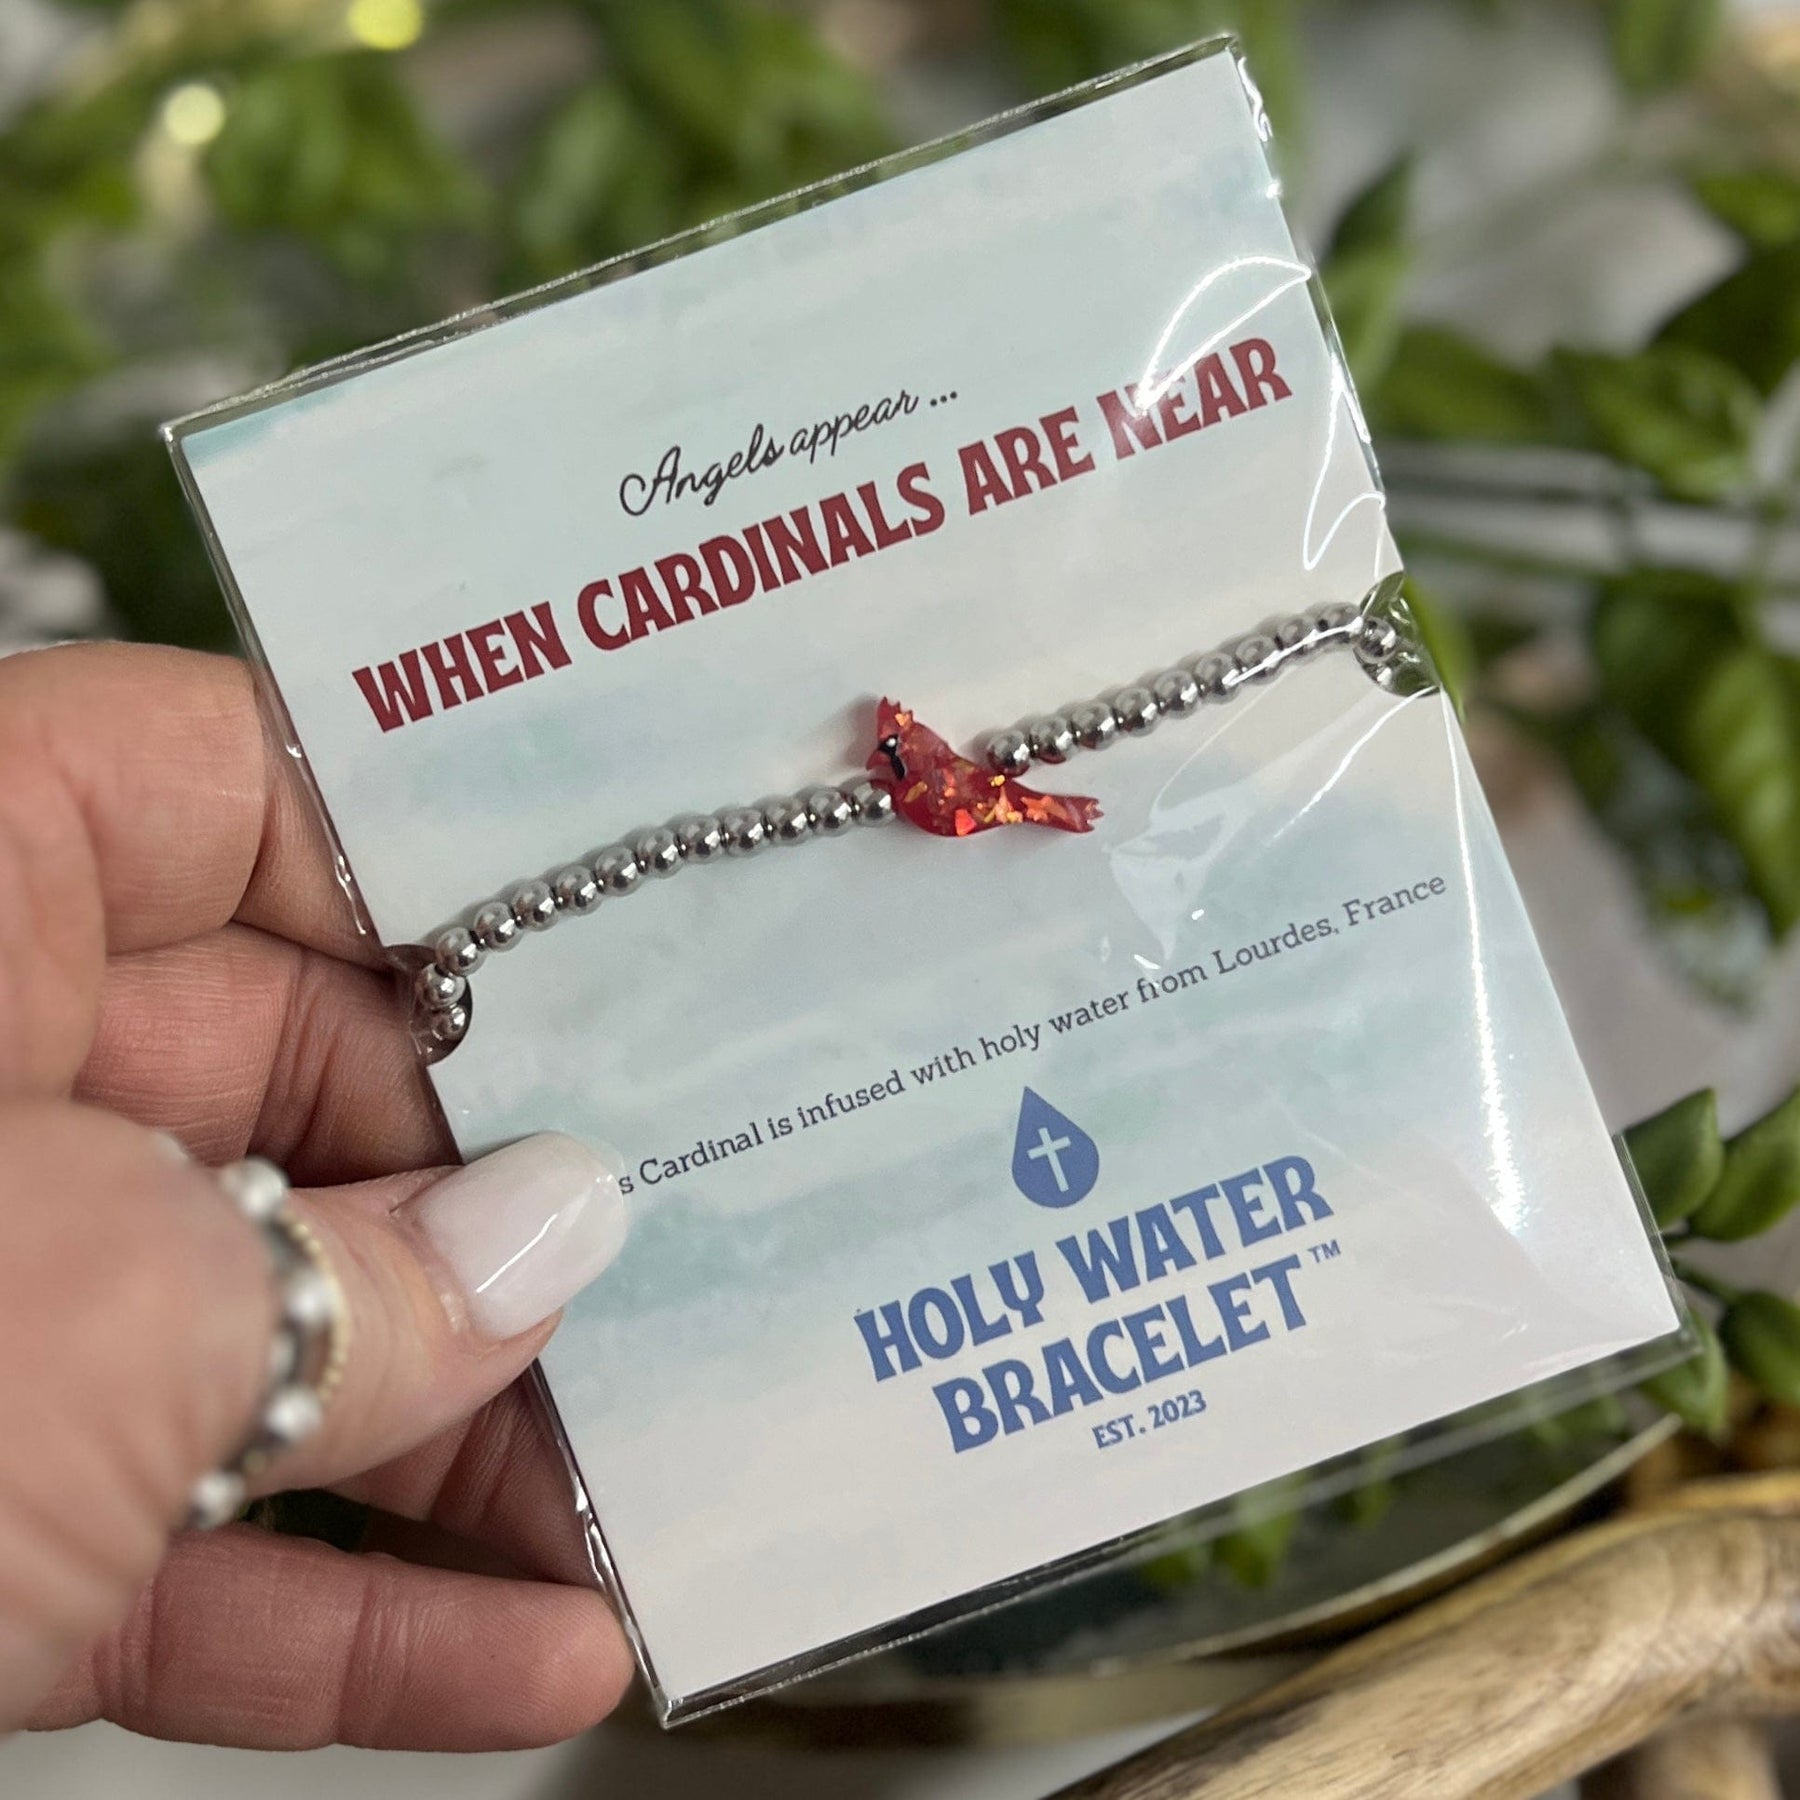 Angels appear ...
WHEN CARDINALS ARE NEAR
Cardinal is infused with holy water from Lourdes, France
HOLY WATER
BRACELET™
EST. 2023